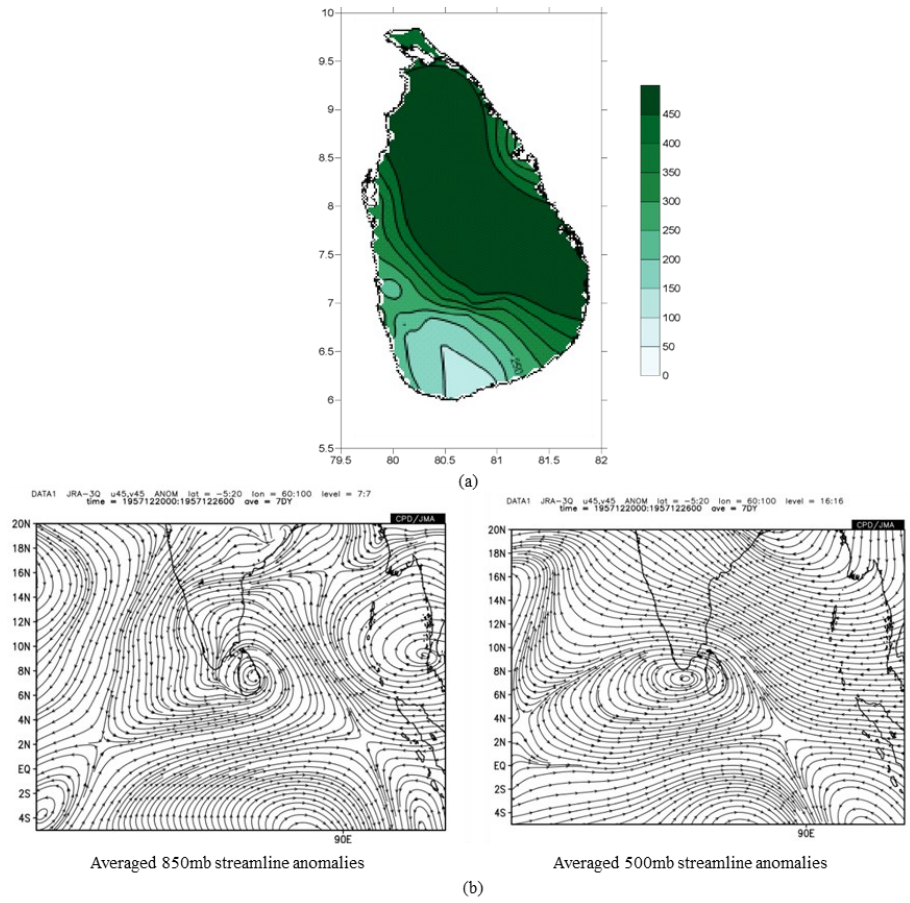 10
9.5
9
8.5
8
7.5
7
6.5
6
5.5
79.5 80 80.5 81 81.5 82
250
450
400
350
300
250
200
150
100
50
0
(a)
DATA1 JRA-3Q u45,v45 ANOM lat = -5:20 lon = 60:100 level = 7:7
time = 1957122000:1957122600 ave = 7DY
CPD/JMA
20N
18N
16N
14N
12N
10N
8N
6N
4N
2N
EQ
2S
4S
90E
Averaged 850mb streamline anomalies
DATA1 JRA-3Q u45,v45 ANOM lat = -5:20 lon = 60:100 level = 16:16
time = 1957122000:1957122600 ave = 7DY
CPD/JMA
20N
18N
16N
14N
12N
10N
8N
6N
4N
2N
EQ
2S
4S
90E
Averaged 500mb streamline anomalies
(b)